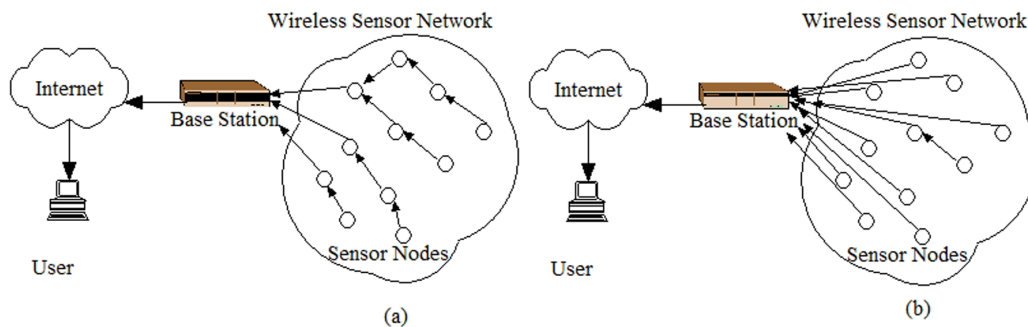 Wireless Sensor Network
Internet
Base Station
Sensor Nodes
User
(a)
Wireless Sensor Network
Internet
Base Station
Sensor Nodes
User
(b)